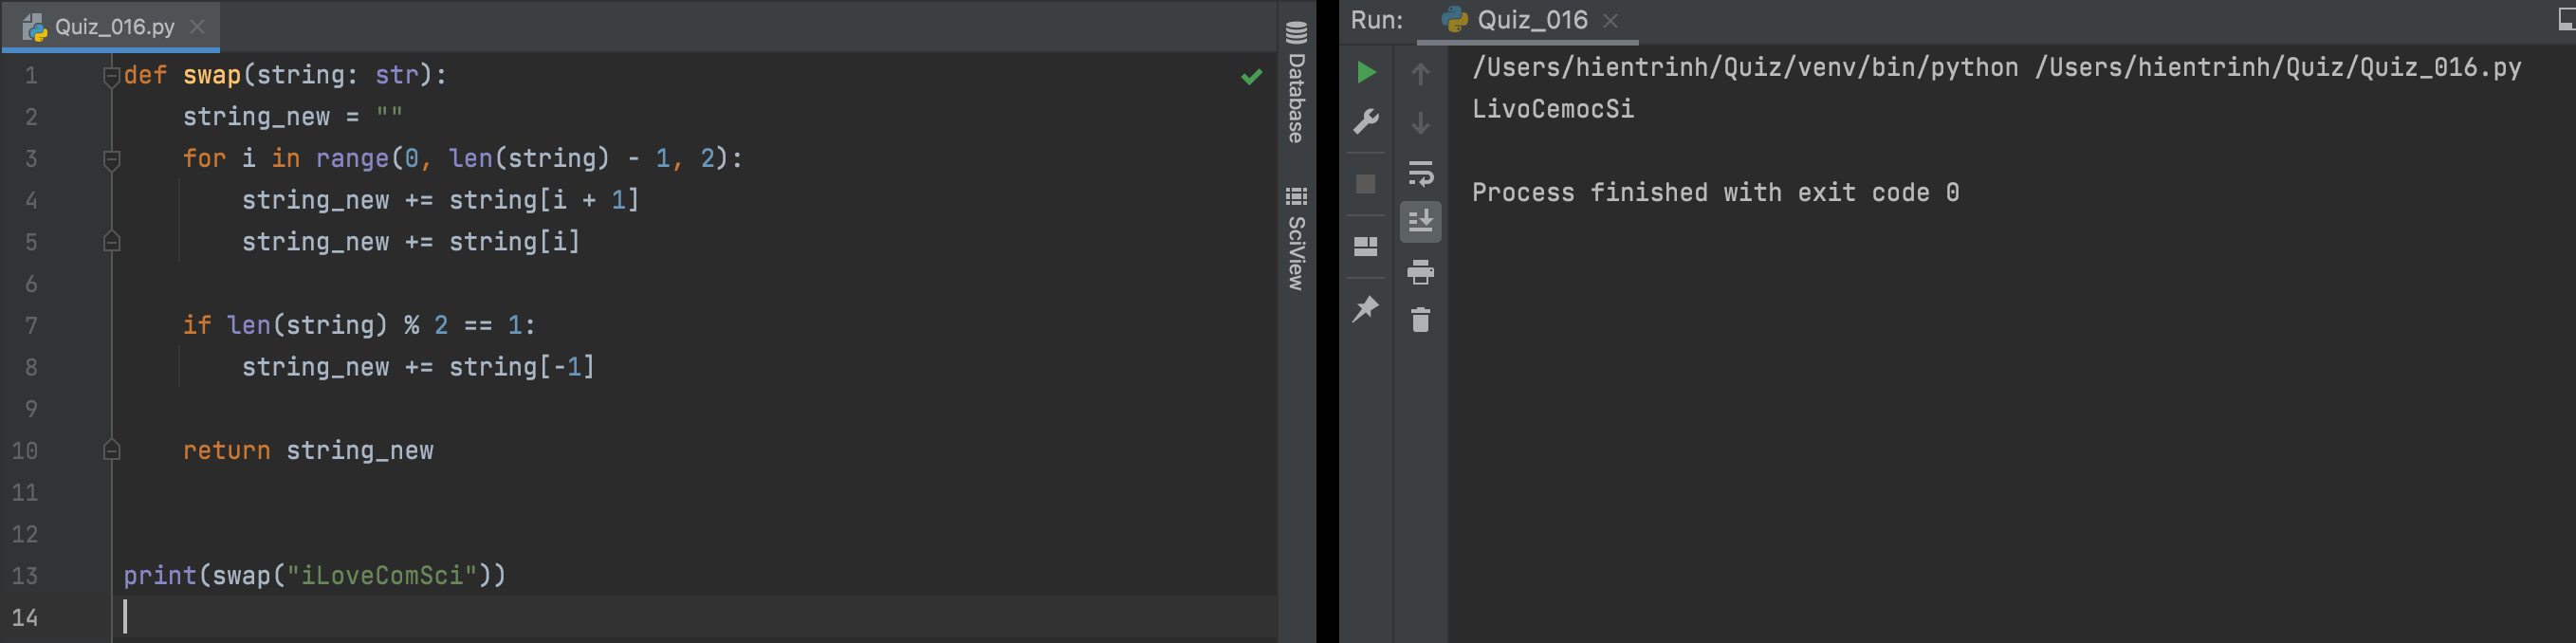 Quiz_016.py
1 def swap(string: str):
2     string_new = ""
3     for i in range(0, len(string) - 1, 2):
4         string_new += string[i + 1]
5         string_new += string[i]
6
7     if len(string) % 2 == 1:
8         string_new += string[-1]
9
10     return string_new
11
12
13 print(swap("iLoveComSci"))
14
Database
SciView
Run: Quiz_016
/Users/hientrinh/Quiz/venv/bin/python /Users/hientrinh/Quiz/Quiz_016.py
LivoCemocSi
Process finished with exit code 0